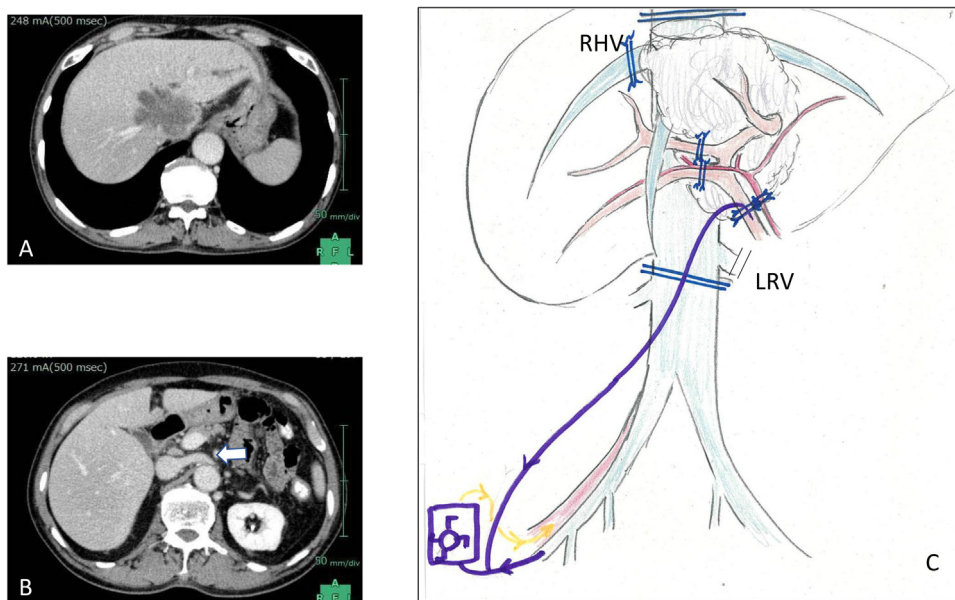 248 mA(500 msec)
50 mm/div
A
R F L
A
271 mA(500 msec)
50 mm/div
A
R F L
B
RHV
LRV
C